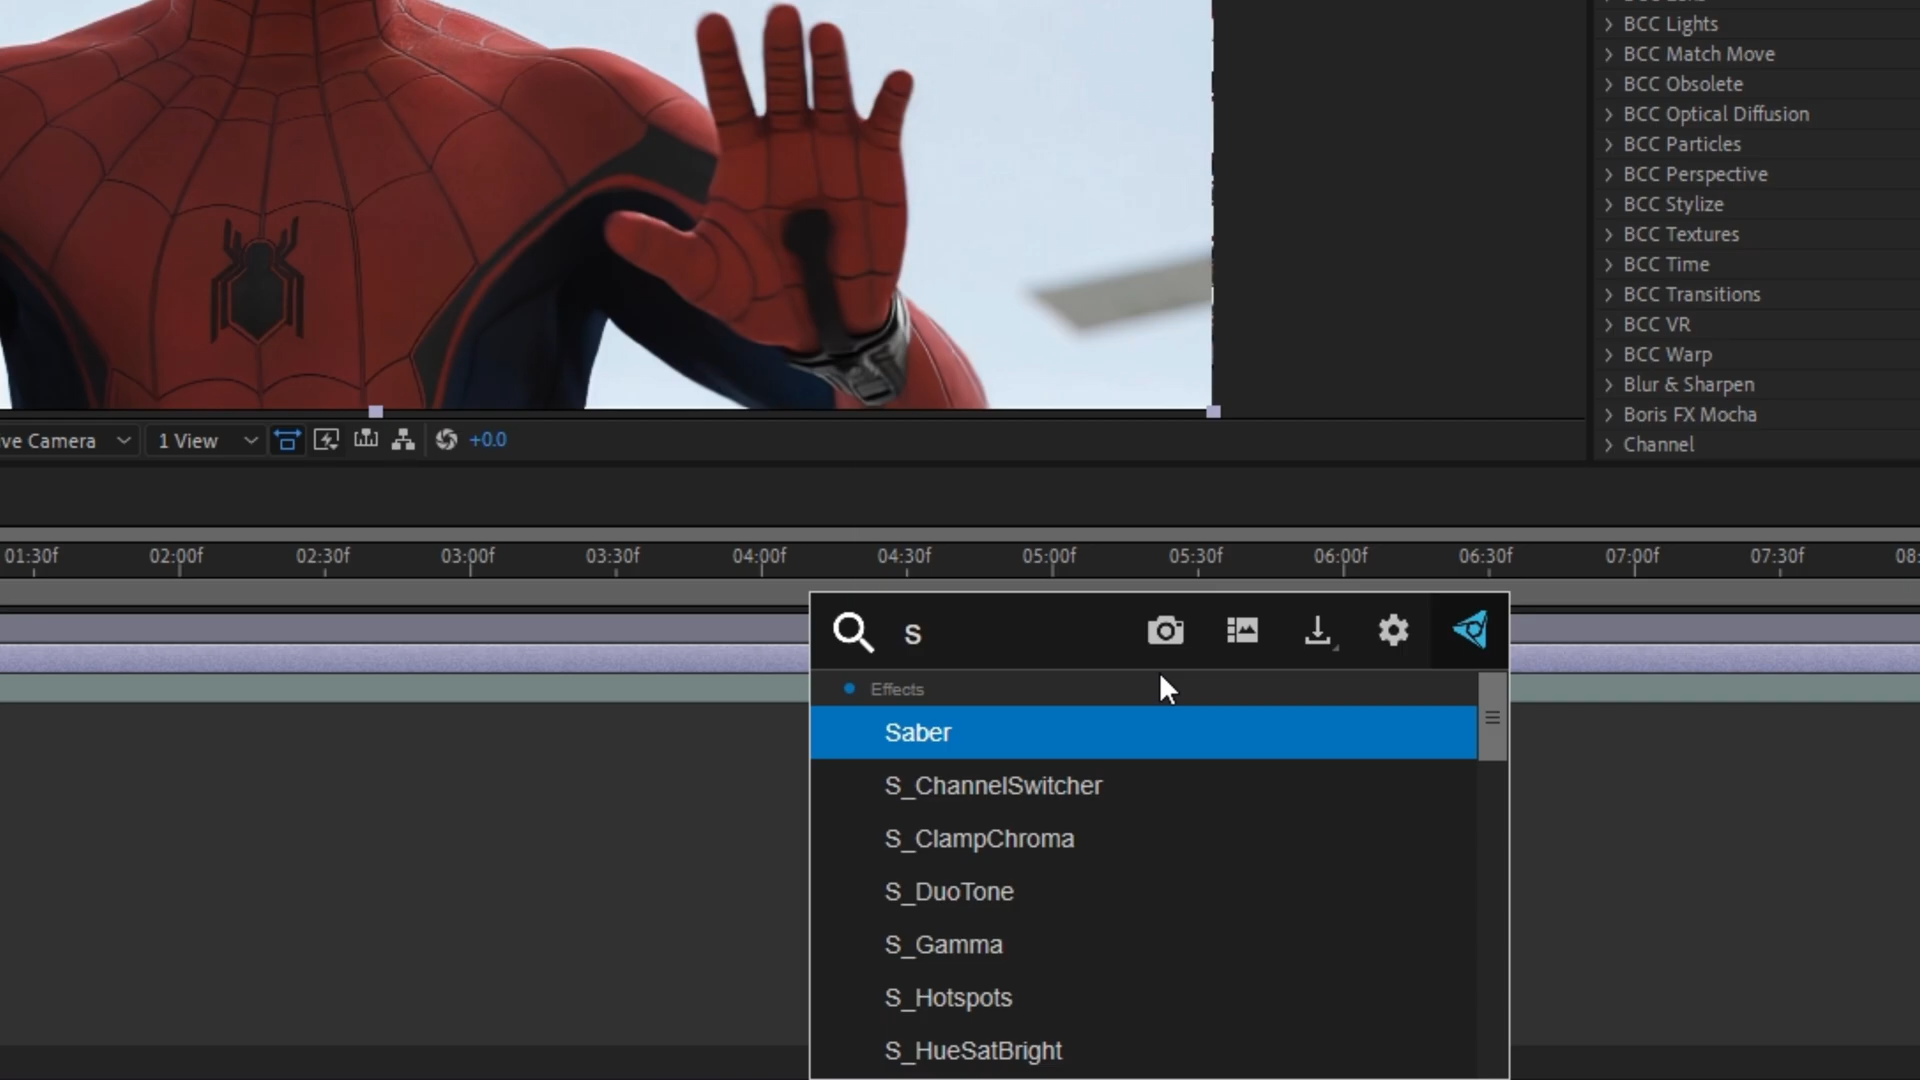 BCC Lights
BCC Match Move
BCC Obsolete
BCC Optical Diffusion
BCC Particles
BCC Perspective
BCC Stylize
BCC Textures
BCC Time
BCC Transitions
BCC VR
BCC Warp
Blur & Sharpen
Boris FX Mocha
Channel
ve Camera 1 View +0.0
01:30f 02:00f 02:30f 03:00f 03:30f 04:00f 04:30f 05:00f 05:30f 06:00f 06:30f 07:00f 07:30f 08:
s
Effects
Saber
S_ChannelSwitcher
S_ClampChroma
S_DuoTone
S_Gamma
S_Hotspots
S_HueSatBright